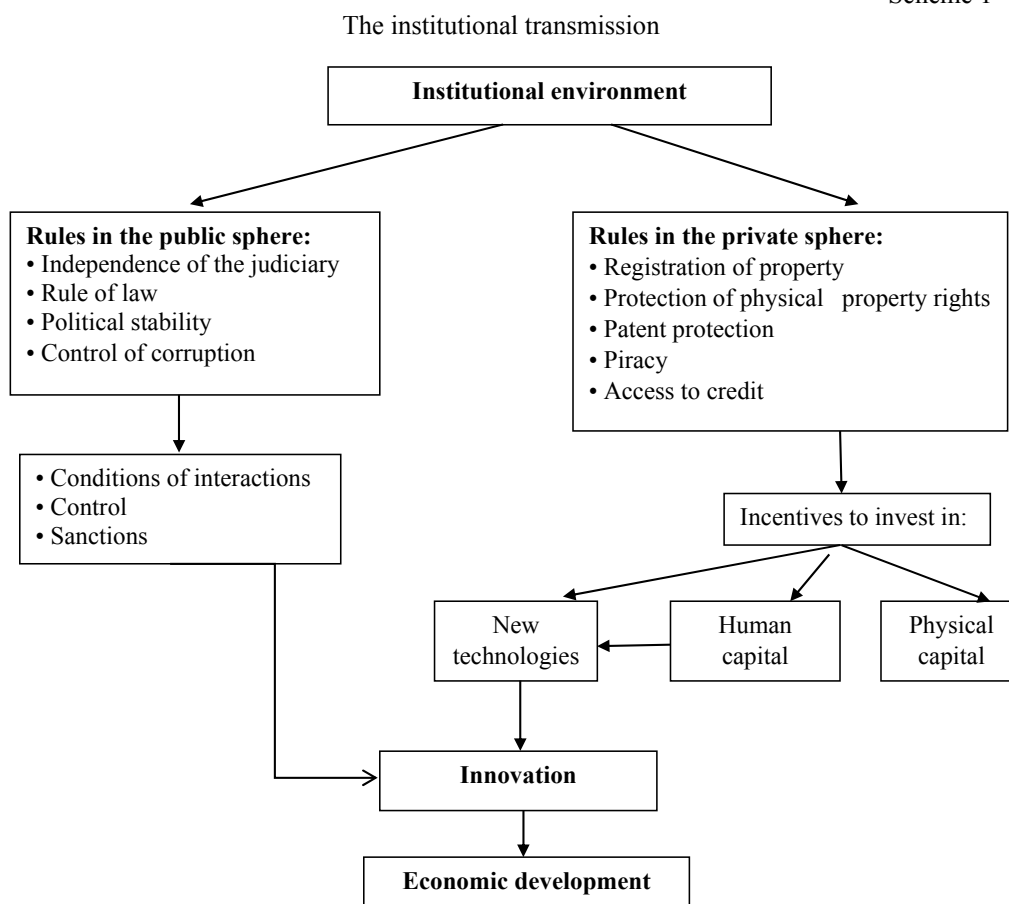 Scheme 1
The institutional transmission
Institutional environment
Rules in the public sphere:
• Independence of the judiciary
• Rule of law
• Political stability
• Control of corruption
Rules in the private sphere:
• Registration of property
• Protection of physical property rights
• Patent protection
• Piracy
• Access to credit
• Conditions of interactions
• Control
• Sanctions
Incentives to invest in:
New
technologies
Human
capital
Physical
capital
Innovation
Economic development